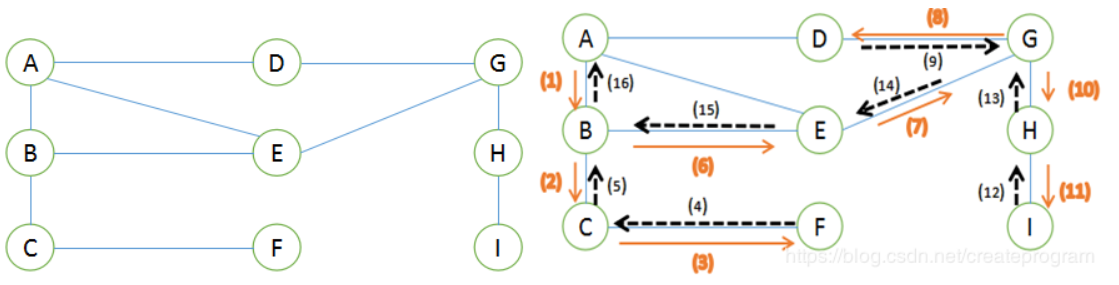 A D G
B E H
C F I
(8)
A D G
(9)
(1) (16) (14) (13) (10)
(15)
B E H
(7)
(6)
(2) (5) (12) (11)
(4)
C F I
(3)
https://blog.csdn.net/createprogram